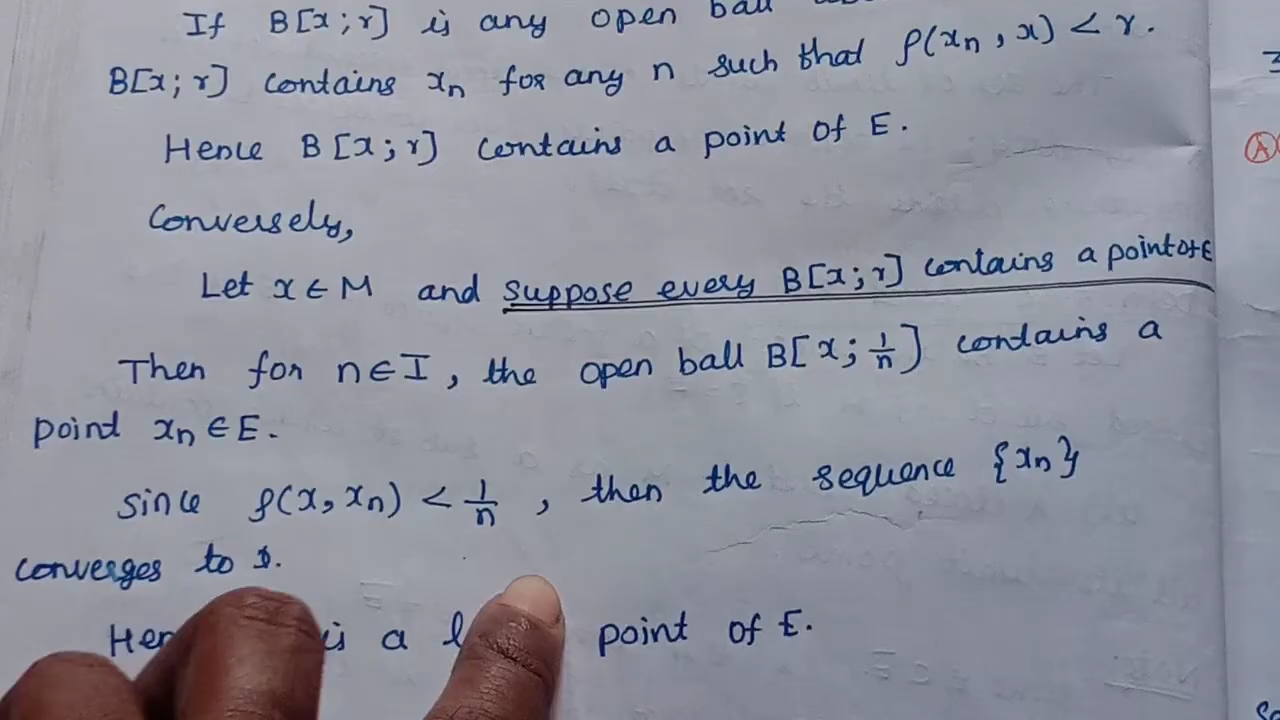 If B[x;r] is any open ball
B[x;r] contains xₙ for any n such that ρ(xₙ, x) < r.
Hence B[x;r] contains a point of E.
Conversely,
Let x ∈ M and suppose every B[x;r] contains a point of E
Then for n ∈ I, the open ball B[x; 1/n] contains a
point xₙ ∈ E.
since ρ(x, xₙ) < 1/n, then the sequence {xₙ}
converges to
is a point of E.